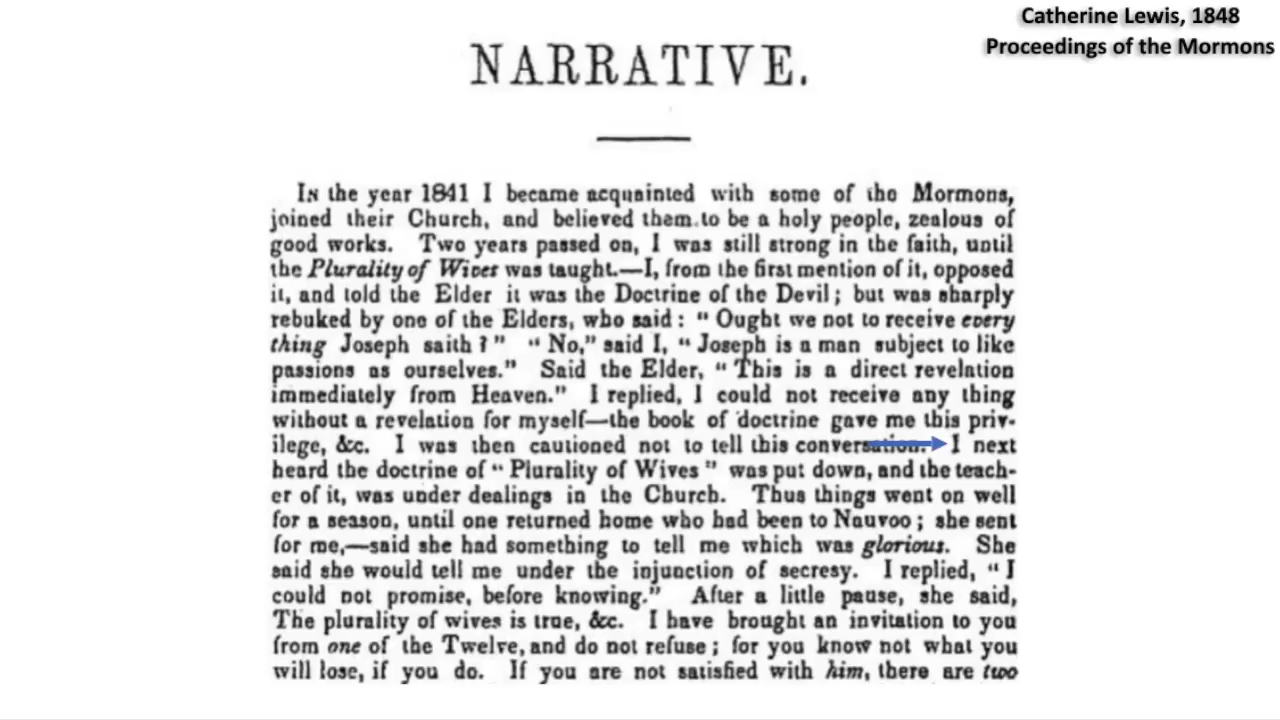 Catherine Lewis, 1848
Proceedings of the Mormons
NARRATIVE.
In the year 1841 I became acquainted with some of the Mormons,
joined their Church, and believed them to be a holy people, zealous of
good works. Two years passed on, I was still strong in the faith, until
the Plurality of Wives was taught.—I, from the first mention of it, opposed
it, and told the Elder it was the Doctrine of the Devil; but was sharply
rebuked by one of the Elders, who said: "Ought we not to receive every
thing Joseph saith?" "No," said I, "Joseph is a man subject to like
passions as ourselves." Said the Elder, "This is a direct revelation
immediately from Heaven." I replied, I could not receive any thing
without a revelation for myself—the book of doctrine gave me this priv-
ilege, &c. I was then cautioned not to tell this conversation. I next
heard the doctrine of "Plurality of Wives" was put down, and the teach-
er of it, was under dealings in the Church. Thus things went on well
for a season, until one returned home who had been to Nauvoo; she sent
for me,—said she had something to tell me which was glorious. She
said she would tell me under the injunction of secresy. I replied, "I
could not promise, before knowing." After a little pause, she said,
The plurality of wives is true, &c. I have brought an invitation to you
from one of the Twelve, and do not refuse; for you know not what you
will lose, if you do. If you are not satisfied with him, there are two